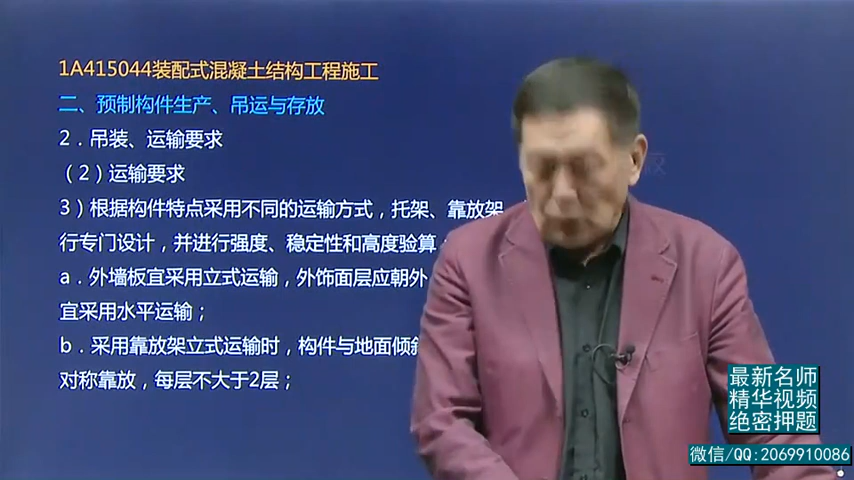 1A415044装配式混凝土结构工程施工
二、预制构件生产、吊运与存放
2．吊装、运输要求
（2）运输要求
3）根据构件特点采用不同的运输方式，托架、靠放架
行专门设计，并进行强度、稳定性和高度验算；
a．外墙板宜采用立式运输，外饰面层应朝外
宜采用水平运输；
b．采用靠放架立式运输时，构件与地面倾斜
对称靠放，每层不大于2层；
最新名师
精华视频
绝密押题
微信/QQ:2069910086